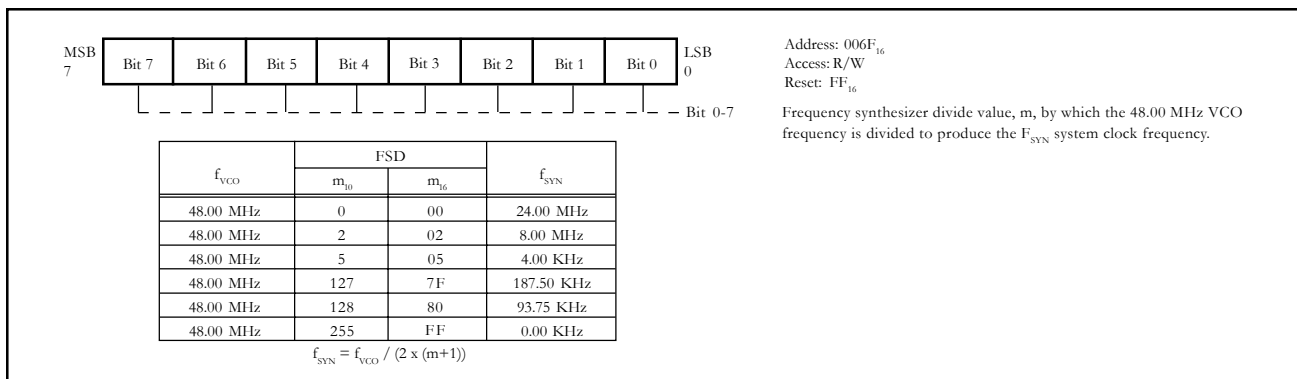 MSB
7
Bit 7 Bit 6 Bit 5 Bit 4 Bit 3 Bit 2 Bit 1 Bit 0
LSB
0
Bit 0-7
Address: 006F₁₆
Access: R/W
Reset: FF₁₆
Frequency synthesizer divide value, m, by which the 48.00 MHz VCO
frequency is divided to produce the F_SYN system clock frequency.
f_VCO FSD f_SYN
m₁₀ m₁₆
48.00 MHz 0 00 24.00 MHz
48.00 MHz 2 02 8.00 MHz
48.00 MHz 5 05 4.00 KHz
48.00 MHz 127 7F 187.50 KHz
48.00 MHz 128 80 93.75 KHz
48.00 MHz 255 FF 0.00 KHz
f_SYN = f_VCO / (2 x (m+1))